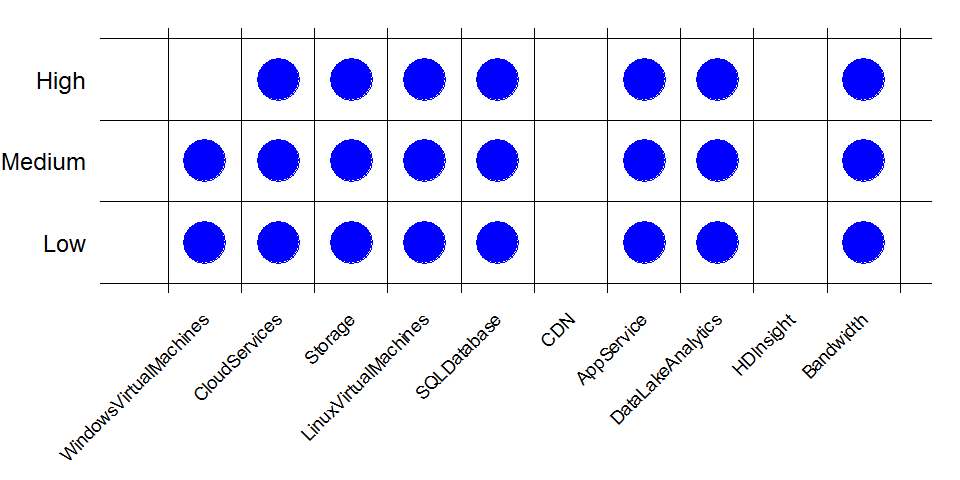 High
Medium
Low
WindowsVirtualMachines
CloudServices
Storage
LinuxVirtualMachines
SQLDatabase
CDN
AppService
DataLakeAnalytics
HDInsight
Bandwidth